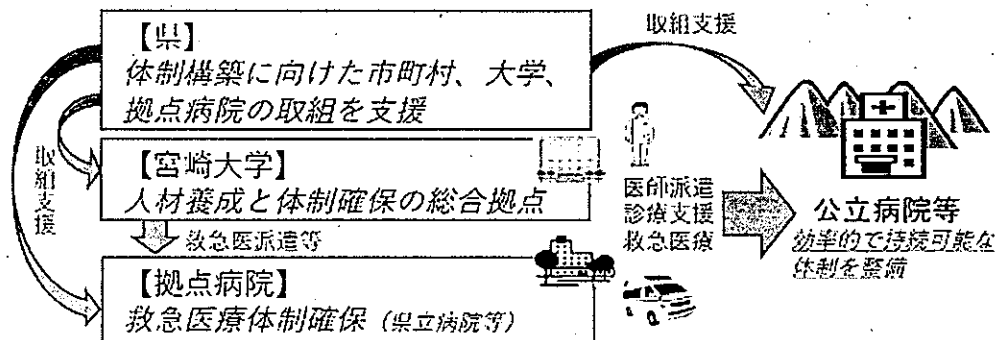 【県】
体制構築に向けた市町村、大学、
拠点病院の取組を支援
取組支援
取組支援
【宮崎大学】
人材養成と体制確保の総合拠点
救急医派遣等
【拠点病院】
救急医療体制確保（県立病院等）
医師派遣
診療支援
救急医療
公立病院等
効率的で持続可能な
体制を整備